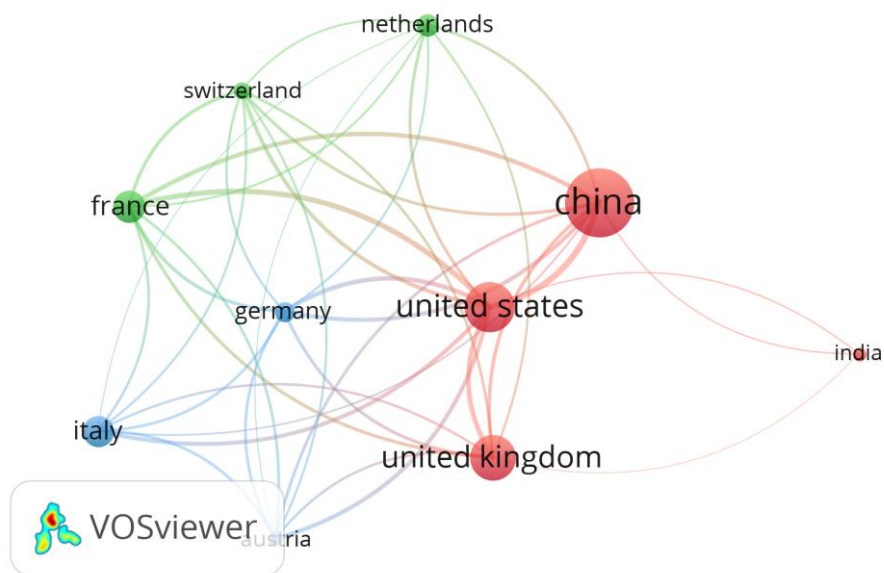 netherlands
switzerland
china
france
united states
germany
india
italy
united kingdom
VOSviewer
austria